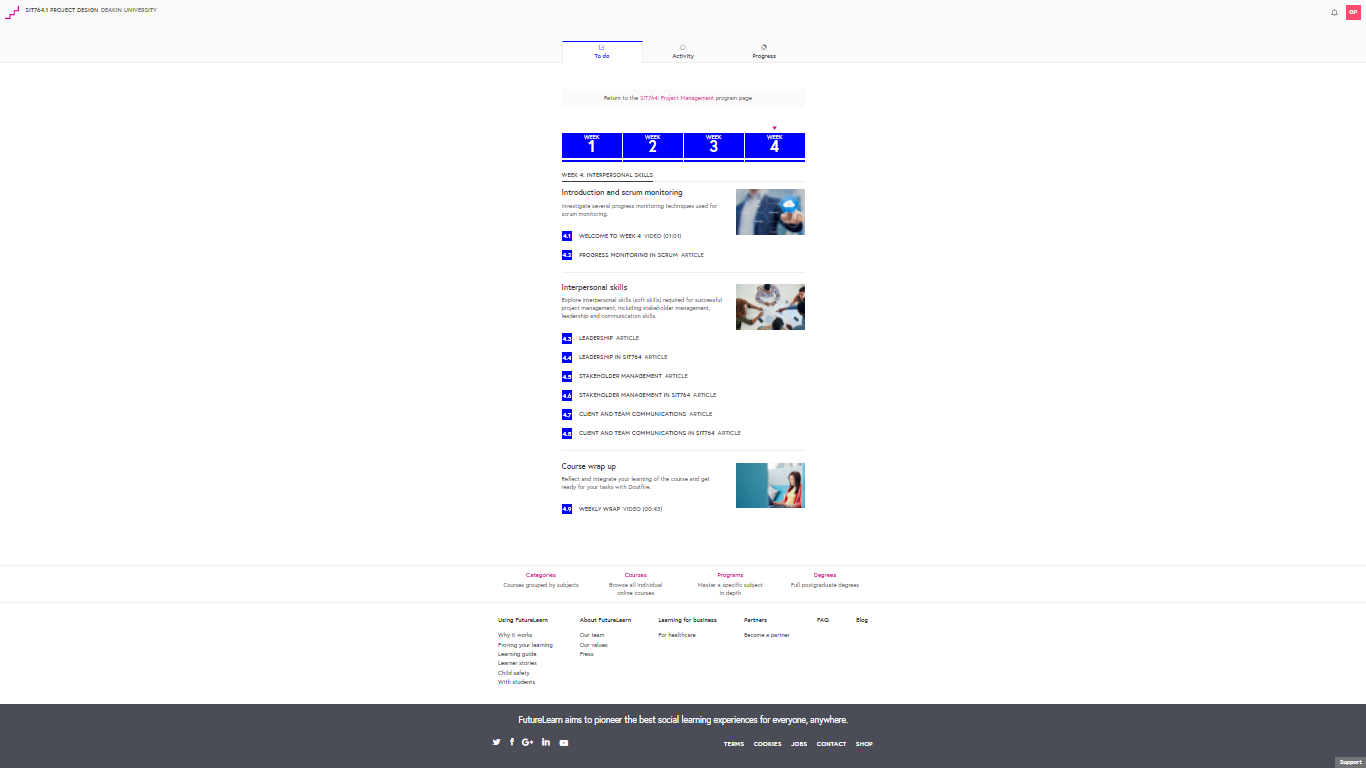 SIT764.1 PROJECT DESIGN DEAKIN UNIVERSITY
GP
To do
Activity
Progress
Return to the SIT764: Project Management program page
WEEK 1
WEEK 2
WEEK 3
WEEK 4
WEEK 4: INTERPERSONAL SKILLS
Introduction and scrum monitoring
Investigate several progress monitoring techniques used for
scrum monitoring.
4.1 WELCOME TO WEEK 4 VIDEO (01:01)
4.2 PROGRESS MONITORING IN SCRUM ARTICLE
Interpersonal skills
Explore interpersonal skills (soft skills) required for successful
project management, including stakeholder management,
leadership and communication skills.
4.3 LEADERSHIP ARTICLE
4.4 LEADERSHIP IN SIT764 ARTICLE
4.5 STAKEHOLDER MANAGEMENT ARTICLE
4.6 STAKEHOLDER MANAGEMENT IN SIT764 ARTICLE
4.7 CLIENT AND TEAM COMMUNICATIONS ARTICLE
4.8 CLIENT AND TEAM COMMUNICATIONS IN SIT764 ARTICLE
Course wrap up
Reflect and integrate your learning of the course and get
ready for your tasks with Doutfire.
4.9 WEEKLY WRAP VIDEO (00:43)
Categories
Courses grouped by subjects
Courses
Browse all individual
online courses
Programs
Master a specific subject
in depth
Degrees
Full postgraduate degrees
Using FutureLearn
Why it works
Proving your learning
Learning guide
Learner stories
Child safety
With students
About FutureLearn
Our team
Our values
Press
Learning for business
For healthcare
Partners
Become a partner
FAQ
Blog
FutureLearn aims to pioneer the best social learning experiences for everyone, anywhere.
TERMS COOKIES JOBS CONTACT SHOP
Support